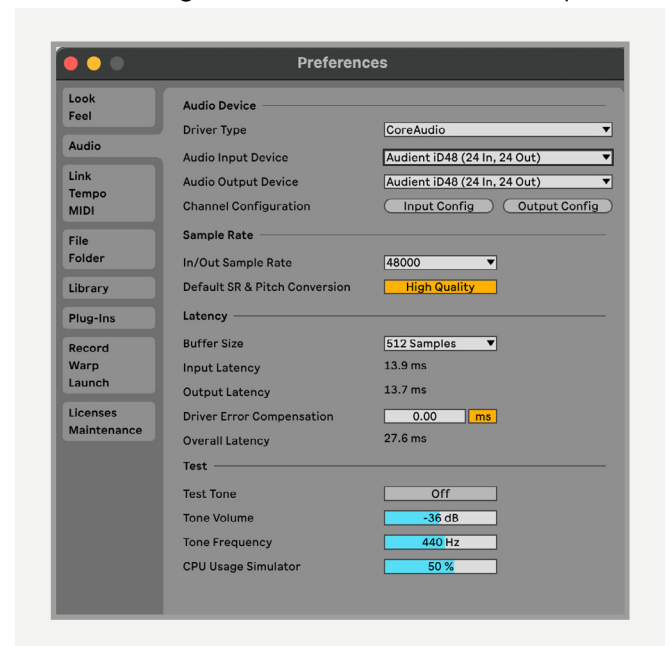 Preferences
Look
Feel
Audio
Link
Tempo
MIDI
File
Folder
Library
Plug-Ins
Record
Warp
Launch
Licenses
Maintenance
Audio Device
Driver Type CoreAudio
Audio Input Device Audient iD48 (24 In, 24 Out)
Audio Output Device Audient iD48 (24 In, 24 Out)
Channel Configuration Input Config Output Config
Sample Rate
In/Out Sample Rate 48000
Default SR & Pitch Conversion High Quality
Latency
Buffer Size 512 Samples
Input Latency 13.9 ms
Output Latency 13.7 ms
Driver Error Compensation 0.00 ms
Overall Latency 27.6 ms
Test
Test Tone Off
Tone Volume -36 dB
Tone Frequency 440 Hz
CPU Usage Simulator 50 %